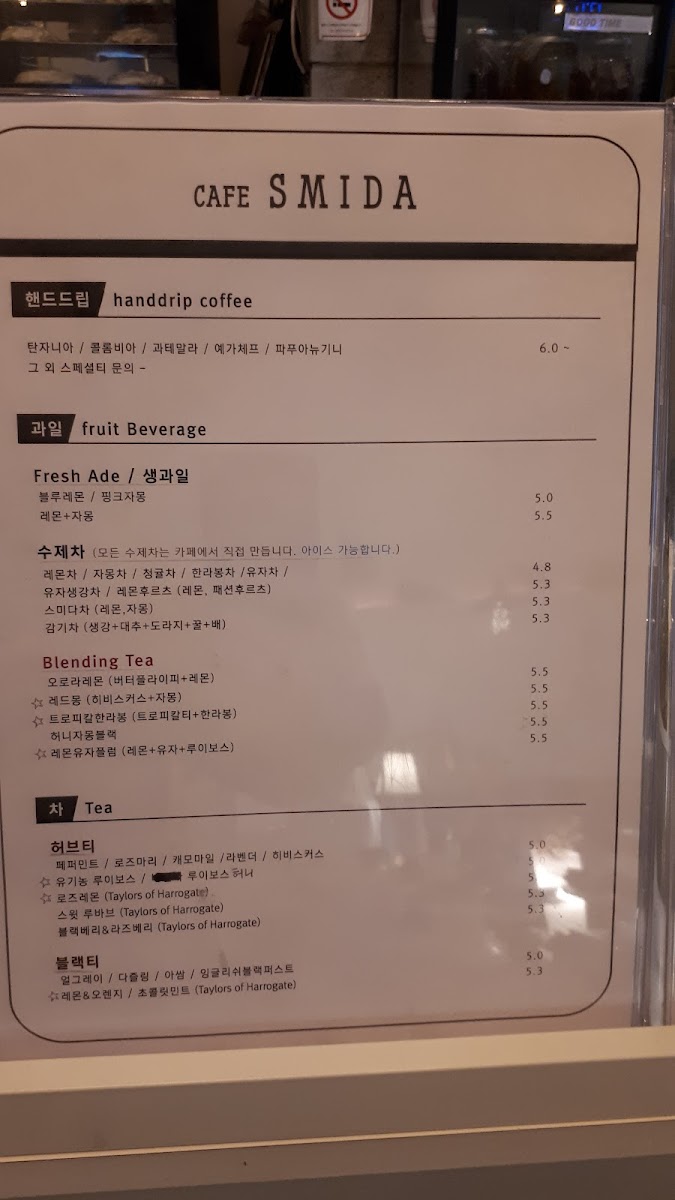 GOOD TIME
CAFE SMIDA
핸드드립 handdrip coffee
탄자니아 / 콜롬비아 / 과테말라 / 예가체프 / 파푸아뉴기니 6.0 ~
그 외 스페셜티 문의 -
과일 fruit Beverage
Fresh Ade / 생과일
블루레몬 / 핑크자몽 5.0
레몬+자몽 5.5
수제차 (모든 수제차는 카페에서 직접 만듭니다. 아이스 가능합니다.)
레몬차 / 자몽차 / 청귤차 / 한라봉차 /유자차 / 4.8
유자생강차 / 레몬후르츠 (레몬, 패션후르츠) 5.3
스미다차 (레몬,자몽) 5.3
감기차 (생강+대추+도라지+꿀+배) 5.3
Blending Tea
오로라레몬 (버터플라이피+레몬) 5.5
☆ 레드몽 (히비스커스+자몽) 5.5
☆ 트로피칼한라봉 (트로피칼티+한라봉) 5.5
허니자몽블랙 5.5
☆ 레몬유자플럼 (레몬+유자+루이보스) 5.5
차 Tea
허브티
페퍼민트 / 로즈마리 / 캐모마일 /라벤더 / 히비스커스 5.0
☆ 유기농 루이보스 / 루이보스 허니
☆ 로즈레몬 (Taylors of Harrogate)
스윗 루바브 (Taylors of Harrogate) 5.3
블랙베리&라즈베리 (Taylors of Harrogate) 5.3
블랙티
얼그레이 / 다즐링 / 아쌈 / 잉글리쉬블랙퍼스트 5.0
☆ 레몬&오렌지 / 초콜릿민트 (Taylors of Harrogate) 5.3